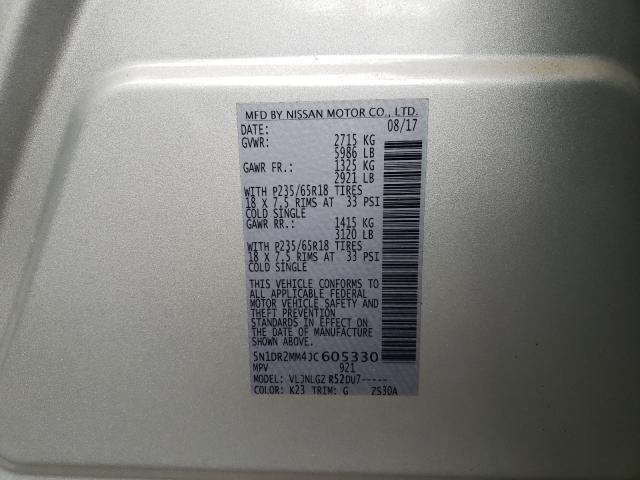 MFD BY NISSAN MOTOR CO., LTD.
DATE: 08/17
GVWR: 2715 KG
5986 LB
GAWR FR.: 1325 KG
2921 LB
WITH P235/65R18 TIRES
18 X 7.5 RIMS AT 33 PSI
COLD SINGLE
GAWR RR.: 1415 KG
3120 LB
WITH P235/65R18 TIRES
18 X 7.5 RIMS AT 33 PSI
COLD SINGLE
THIS VEHICLE CONFORMS TO
ALL APPLICABLE FEDERAL
MOTOR VEHICLE SAFETY AND
THEFT PREVENTION
STANDARDS IN EFFECT ON
THE DATE OF MANUFACTURE
SHOWN ABOVE.
5N1DR2MM4JC605330
MPV 921
MODEL: VLJNLGZ R52DU7-----
COLOR: K23 TRIM: G 7S30A